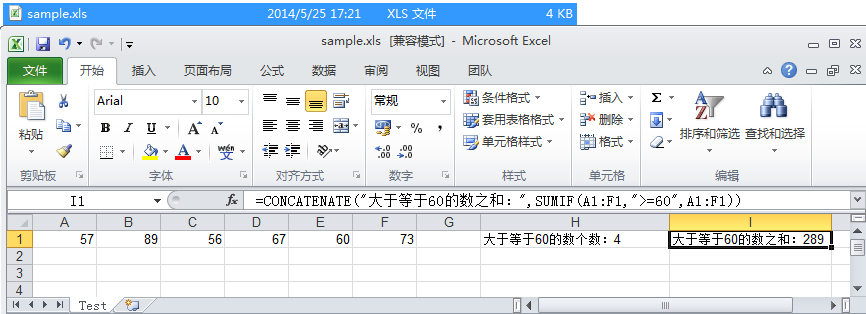 sample.xls 2014/5/25 17:21 XLS 文件 4 KB
sample.xls [兼容模式] - Microsoft Excel
文件 开始 插入 页面布局 公式 数据 审阅 视图 团队
Arial 10 常规 条件格式 插入 Σ
粘贴 B I U A A % , 套用表格格式 删除 排序和筛选 查找和选择
A wén 文 .0 .00 .00 .0 单元格样式 格式
剪贴板 字体 对齐方式 数字 样式 单元格 编辑
I1 fx =CONCATENATE("大于等于60的数之和：",SUMIF(A1:F1,">=60",A1:F1))
A B C D E F G H I
1 57 89 56 67 60 73 大于等于60的数个数：4 大于等于60的数之和：289
2
3
4
Test